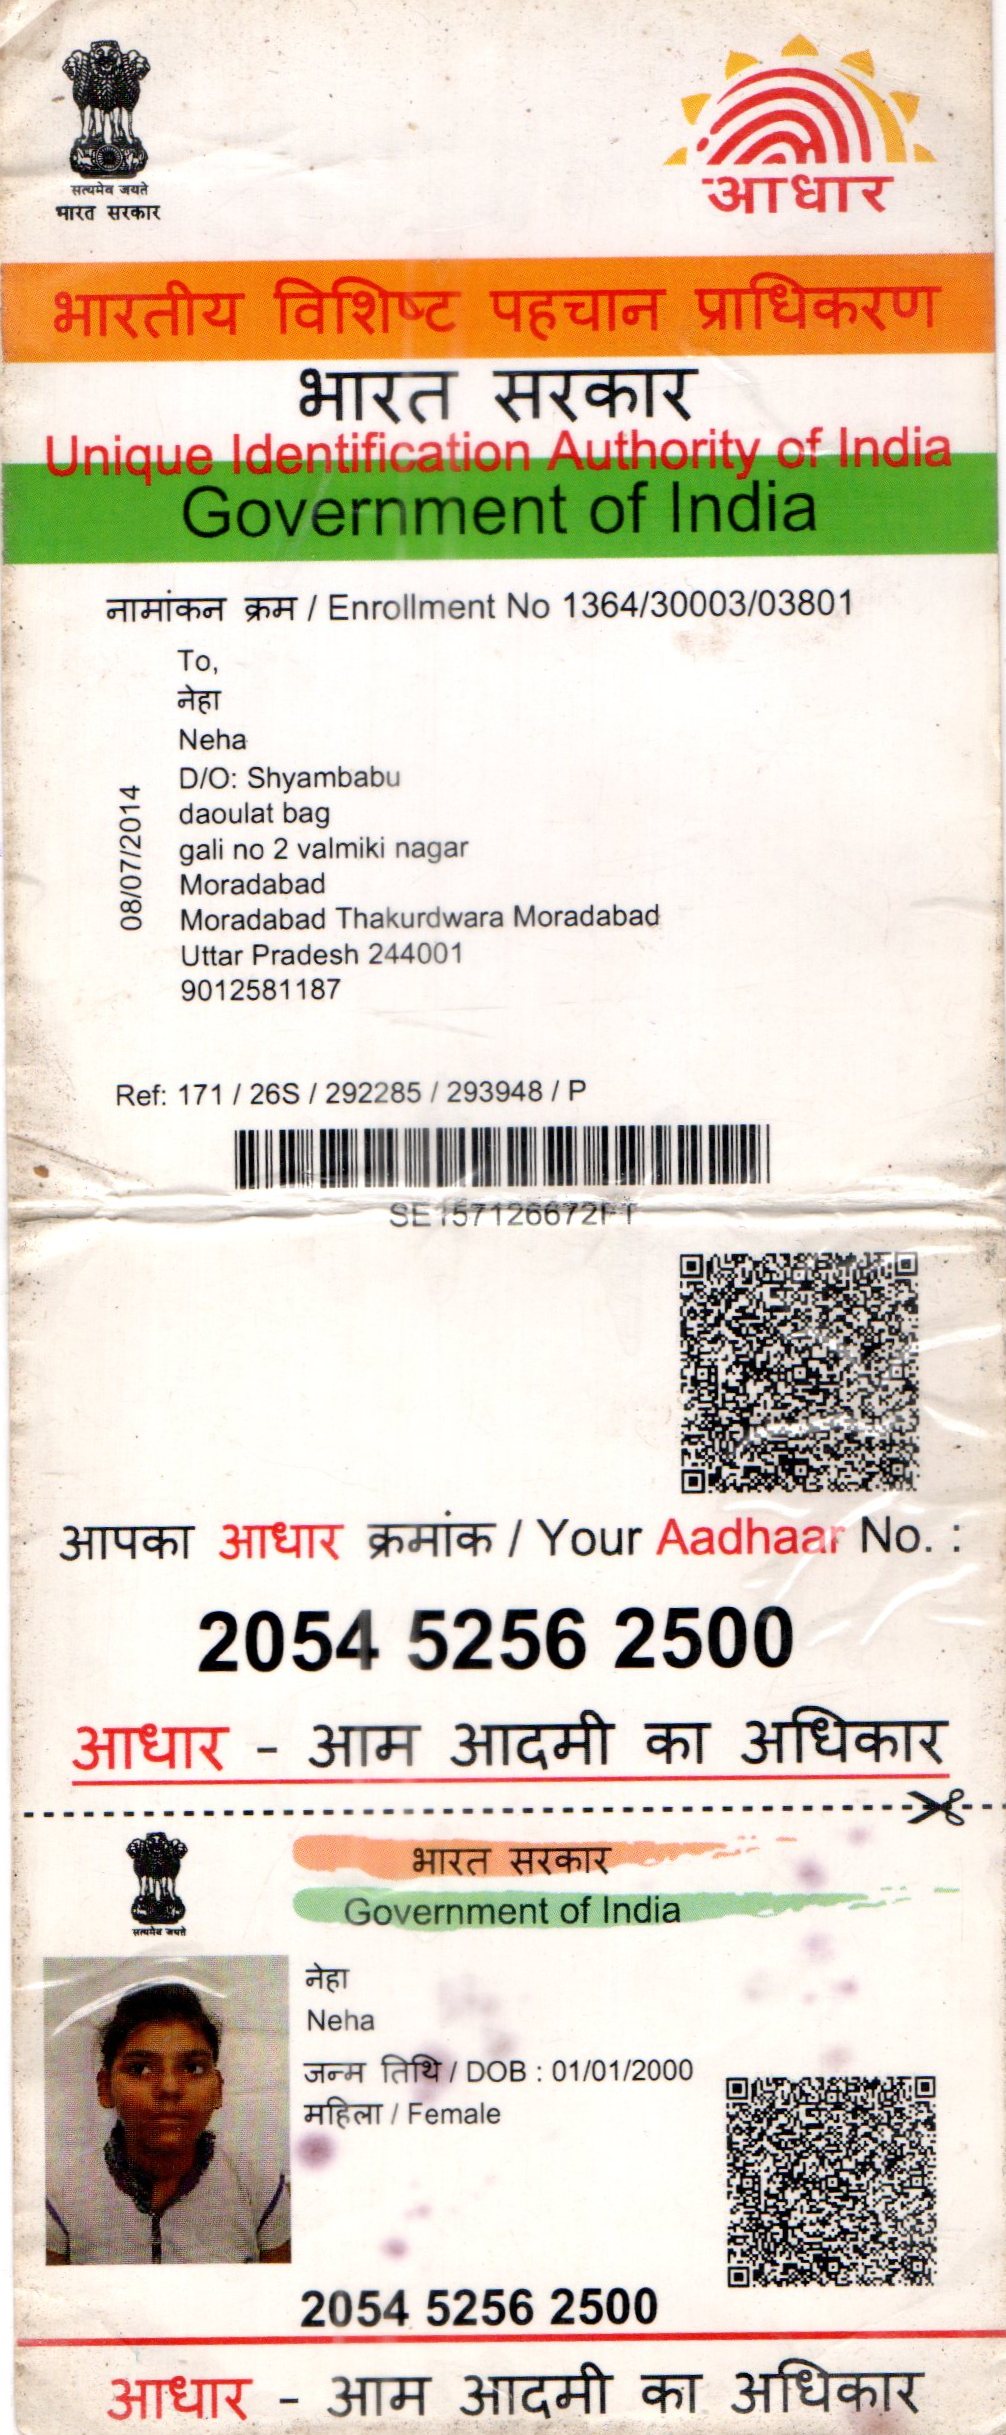 सत्यमेव जयते
भारत सरकार
आधार
भारतीय विशिष्ट पहचान प्राधिकरण
भारत सरकार
Unique Identification Authority of India
Government of India
नामांकन क्रम / Enrollment No 1364/30003/03801
To,
नेहा
Neha
D/O: Shyambabu
daoulat bag
gali no 2 valmiki nagar
Moradabad
Moradabad Thakurdwara Moradabad
Uttar Pradesh 244001
9012581187
08/07/2014
Ref: 171 / 26S / 292285 / 293948 / P
आपका आधार क्रमांक / Your Aadhaar No. :
2054 5256 2500
आधार - आम आदमी का अधिकार
सत्यमेव जयते
भारत सरकार
Government of India
नेहा
Neha
जन्म तिथि / DOB : 01/01/2000
महिला / Female
2054 5256 2500
आधार - आम आदमी का अधिकार